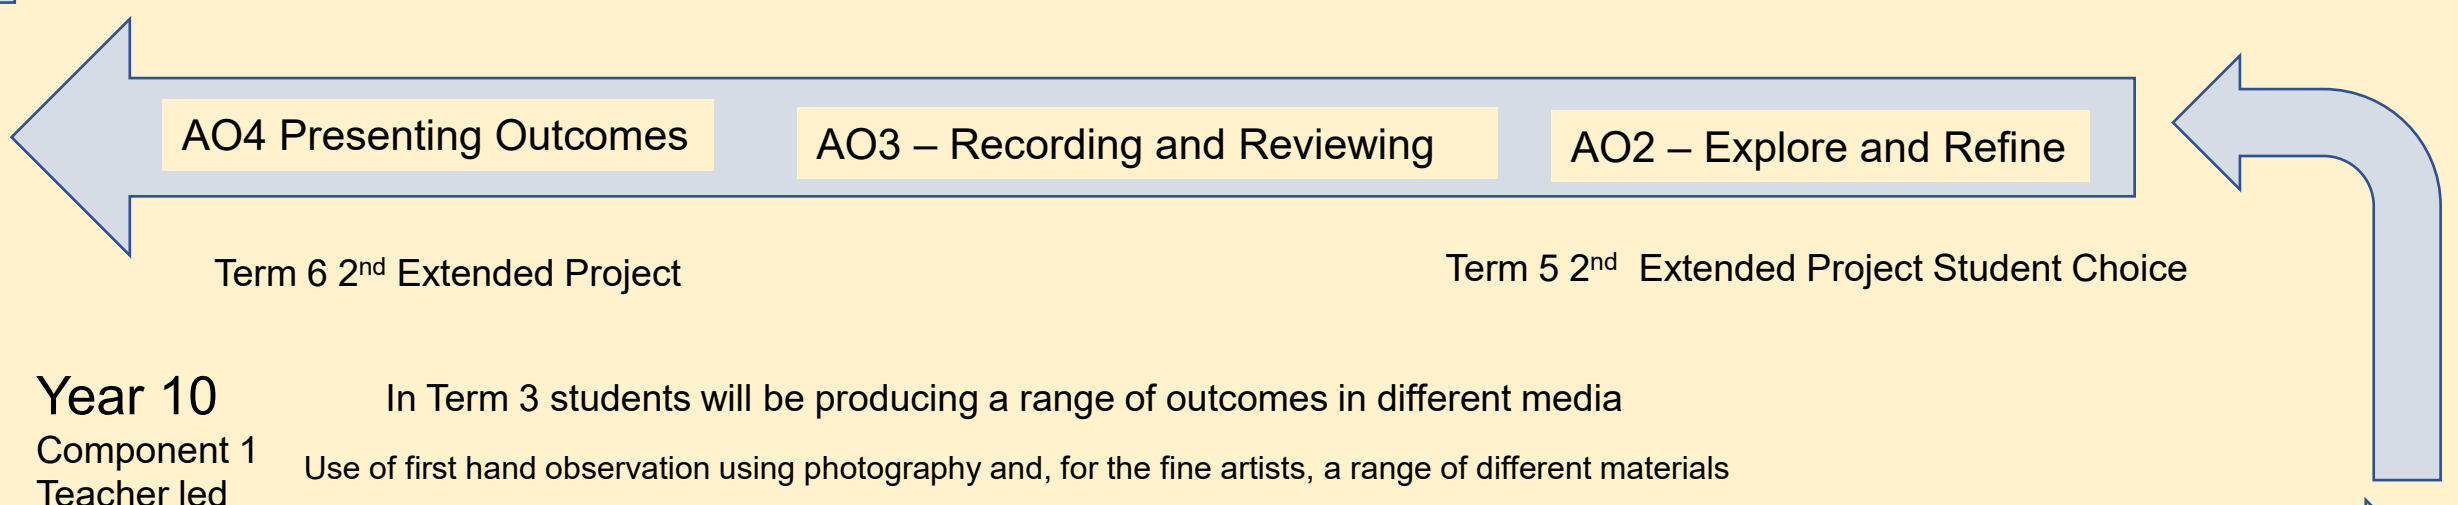 AO4 Presenting Outcomes
AO3 – Recording and Reviewing
AO2 – Explore and Refine
Term 6 2nd Extended Project
Term 5 2nd Extended Project Student Choice
Year 10
In Term 3 students will be producing a range of outcomes in different media
Component 1
Use of first hand observation using photography and, for the fine artists, a range of different materials
Teacher led